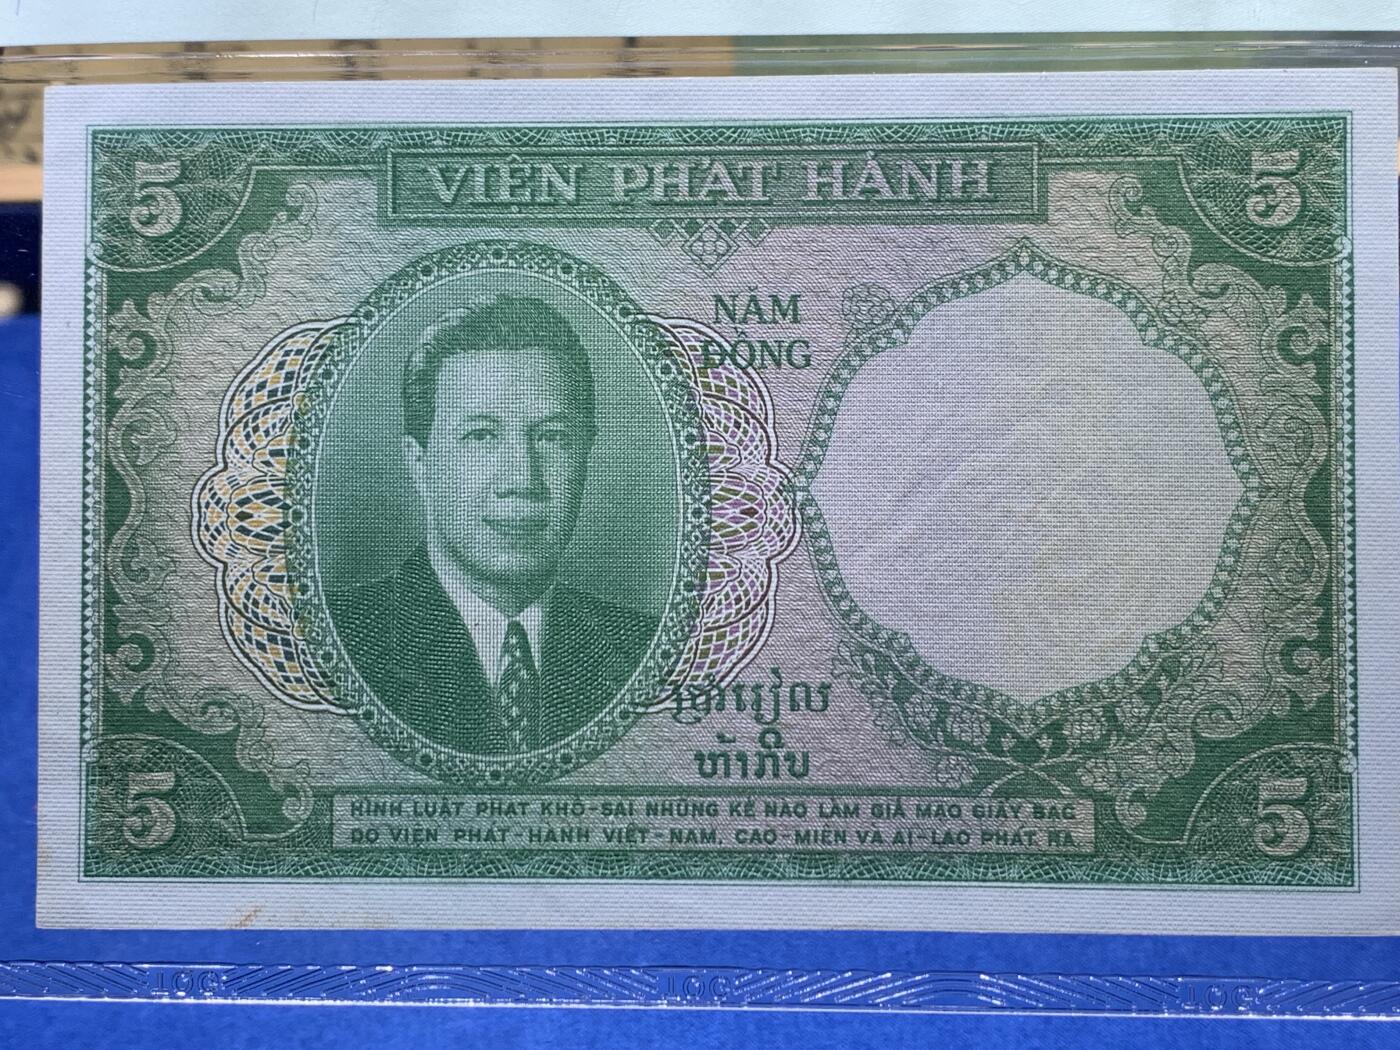 5
5
VIỆN PHÁT HÀNH
NĂM
ĐỒNG
ប្រាំរៀល
ຫ້າກີບ
5
5
HÌNH LUẬT PHẠT KHỔ-SAI NHỮNG KẺ NÀO LÀM GIẢ MẠO GIẤY BẠC
DO VIỆN PHÁT-HÀNH VIỆT-NAM, CAO-MIÊN VÀ AI-LAO PHÁT RA